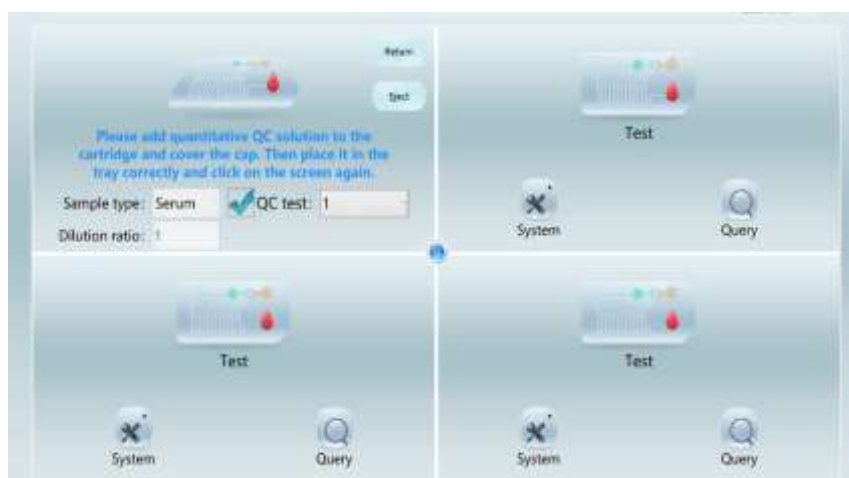 Return
Eject
Please add quantitative QC solution to the
cartridge and cover the cap. Then place it in the
tray correctly and click on the screen again.
Sample type: Serum QC test: 1
Dilution ratio: 1
Test
System Query
Test
System Query
Test
System Query